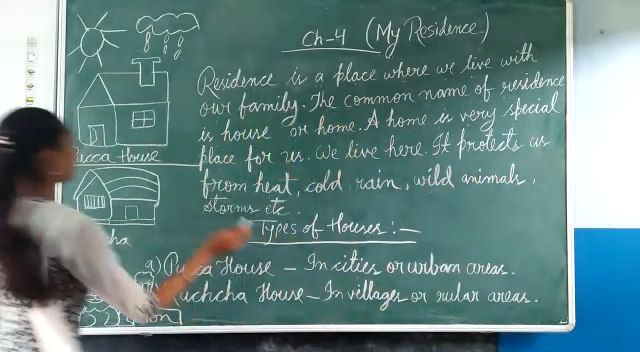 Ch-4 (My Residence)
Residence is a place where we live with
our family. The common name of residence
is house or home. A home is very special
place for us. We live here. It protects us
from heat, cold, rain, wild animals,
storms etc.
Types of Houses:-
a) Pucca House - In cities or urban areas.
Kuchcha House - In villages or rular areas.
Pucca House